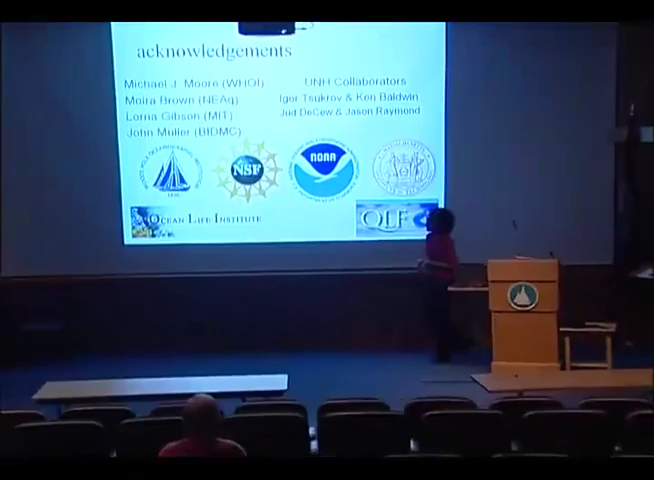 acknowledgements
Michael J. Moore (WHOI)
Moira Brown (NEAq)
Lorna Gibson (MIT)
John Muller (BIDMC)
UNH Collaborators
Igor Tsukrov & Ken Baldwin
Jud DeCew & Jason Raymond
NSF
NOAA
OCEAN LIFE INSTITUTE
QLF